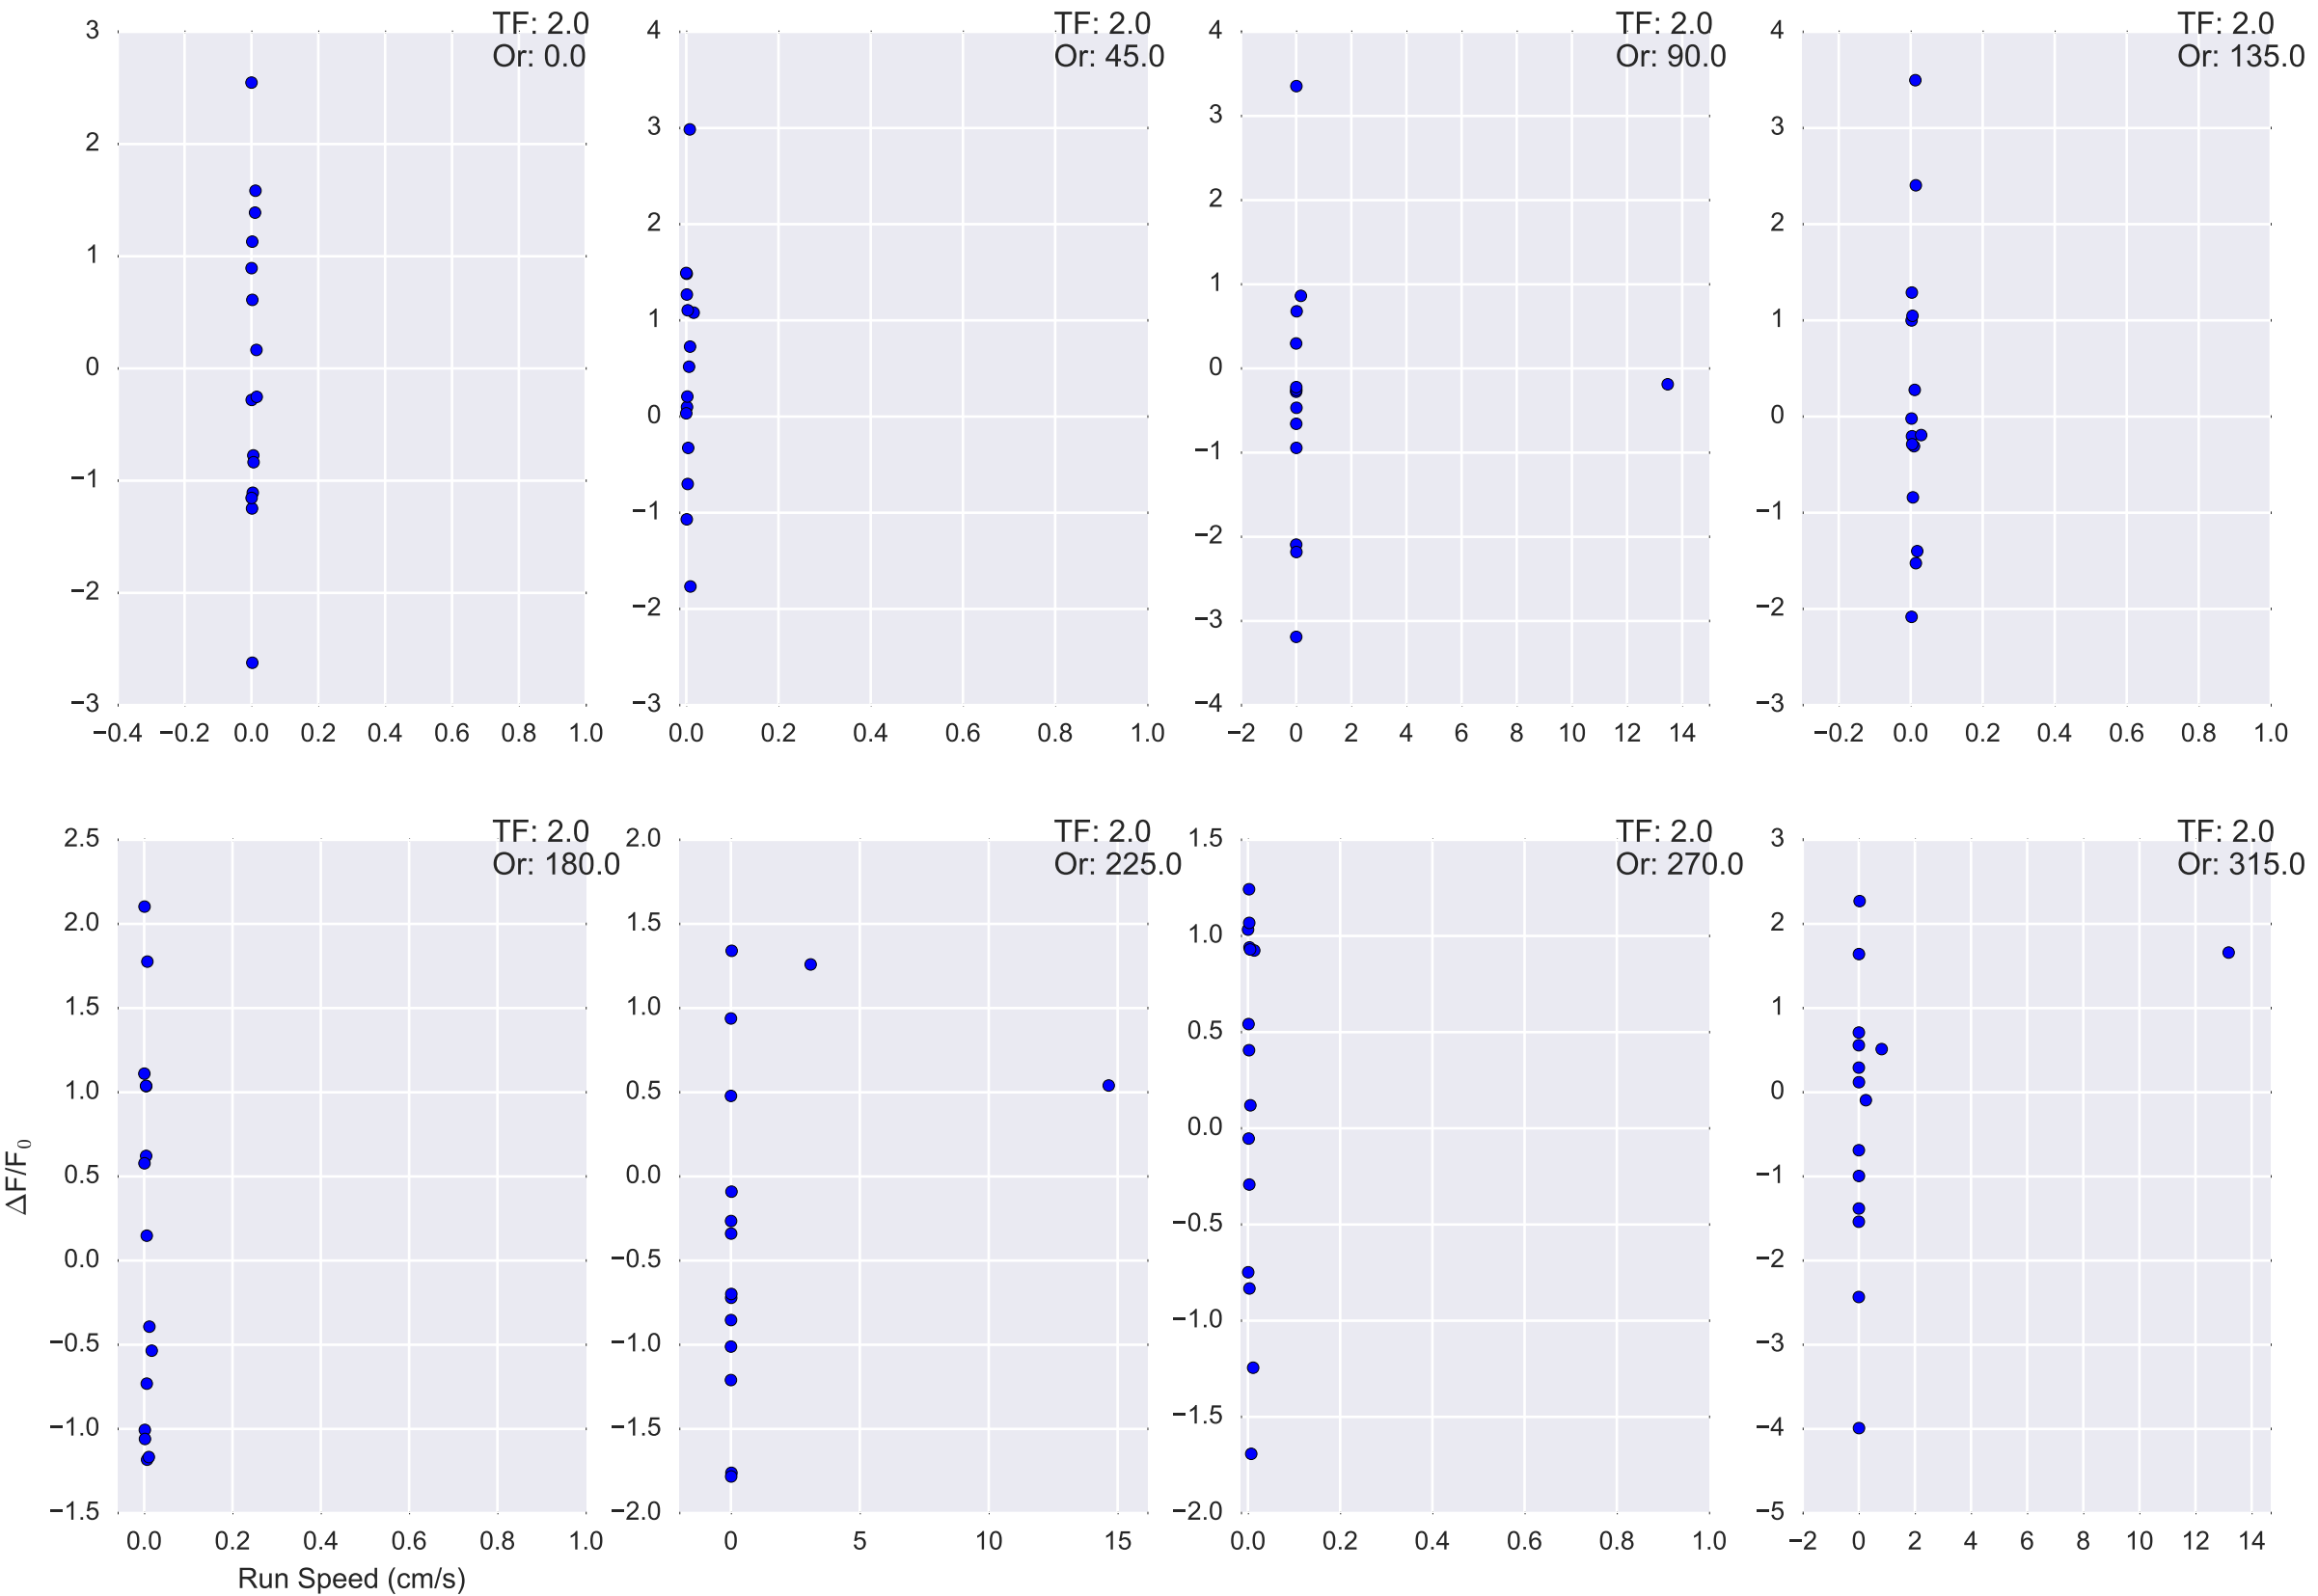 TF: 2.0
Or: 0.0
3
2
1
0
−1
−2
−3
−0.4 −0.2 0.0 0.2 0.4 0.6 0.8 1.0
TF: 2.0
Or: 45.0
4
3
2
1
0
−1
−2
−3
0.0 0.2 0.4 0.6 0.8 1.0
TF: 2.0
Or: 90.0
4
3
2
1
0
−1
−2
−3
−4
−2 0 2 4 6 8 10 12 14
TF: 2.0
Or: 135.0
4
3
2
1
0
−1
−2
−3
−0.2 0.0 0.2 0.4 0.6 0.8 1.0
TF: 2.0
Or: 180.0
2.5
2.0
1.5
1.0
0.5
0.0
−0.5
−1.0
−1.5
ΔF/F₀
0.0 0.2 0.4 0.6 0.8 1.0
Run Speed (cm/s)
TF: 2.0
Or: 225.0
2.0
1.5
1.0
0.5
0.0
−0.5
−1.0
−1.5
−2.0
0 5 10 15
TF: 2.0
Or: 270.0
1.5
1.0
0.5
0.0
−0.5
−1.0
−1.5
−2.0
0.0 0.2 0.4 0.6 0.8 1.0
TF: 2.0
Or: 315.0
3
2
1
0
−1
−2
−3
−4
−5
−2 0 2 4 6 8 10 12 14